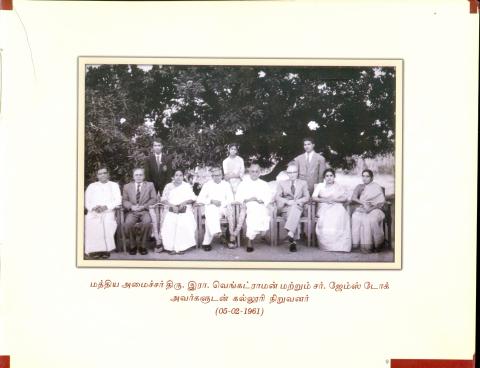 மத்திய அமைச்சர் திரு. இரா. வெங்கட்ராமன் மற்றும் சர். ஜேம்ஸ் டோக்
அவர்களுடன் கல்லூரி நிறுவனர்
(05-02-1961)